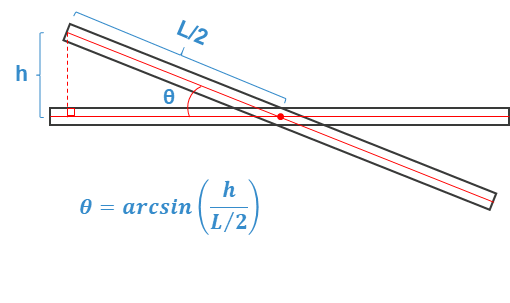 L/2
h
θ
θ = arcsin(h / L/2)